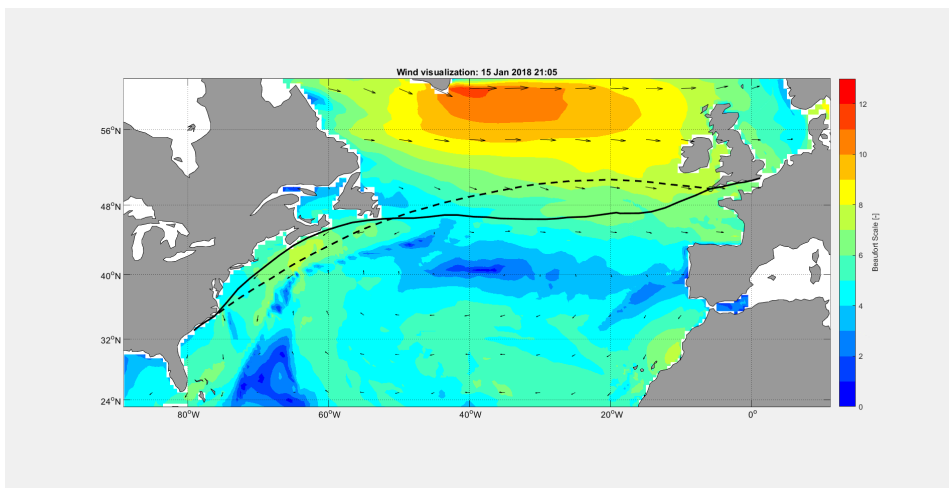 Wind visualization: 15 Jan 2018 21:05
56°N
48°N
40°N
32°N
24°N
80°W
60°W
40°W
20°W
0°
12
10
8
6
4
2
0
Beaufort Scale [-]